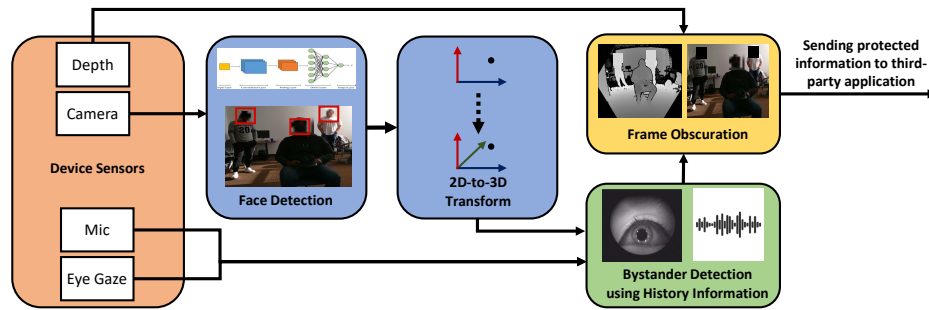 Depth
Camera
Device Sensors
Mic
Eye Gaze
Face Detection
2D-to-3D
Transform
Frame Obscuration
Bystander Detection
using History Information
Sending protected
information to third-
party application